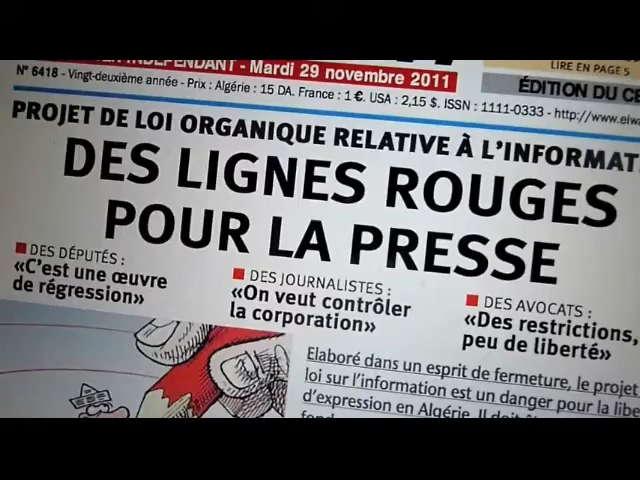 LIRE EN PAGE 5
INDÉPENDANT - Mardi 29 novembre 2011
ÉDITION DU
N° 6418 - Vingt-deuxième année - Prix : Algérie : 15 DA. France : 1 €. USA : 2,15 $. ISSN : 1111-0333 - http://www.elwa
PROJET DE LOI ORGANIQUE RELATIVE À L'INFORMAT
DES LIGNES ROUGES
POUR LA PRESSE
DES DÉPUTÉS :
«C'est une œuvre
de régression»
DES JOURNALISTES :
«On veut contrôler
la corporation»
DES AVOCATS :
«Des restrictions,
peu de liberté»
Elaboré dans un esprit de fermeture, le projet
loi sur l'information est un danger pour la libe
d'expression en Algérie. Il doit